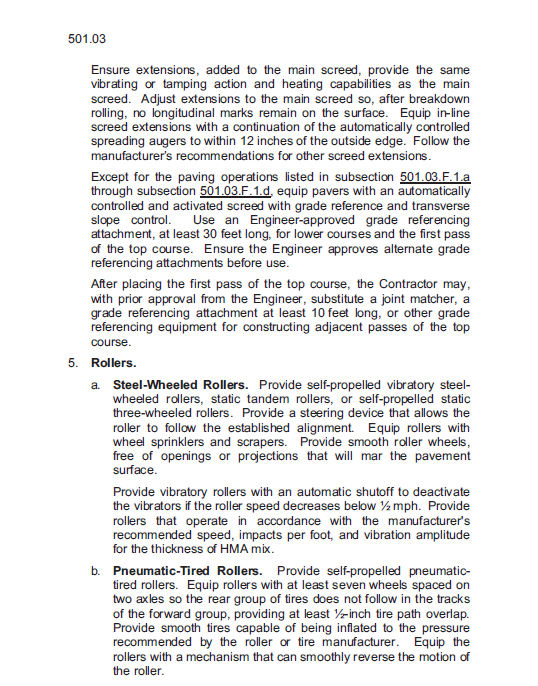 501.03
Ensure extensions, added to the main screed, provide the same
vibrating or tamping action and heating capabilities as the main
screed. Adjust extensions to the main screed so, after breakdown
rolling, no longitudinal marks remain on the surface. Equip in-line
screed extensions with a continuation of the automatically controlled
spreading augers to within 12 inches of the outside edge. Follow the
manufacturer's recommendations for other screed extensions.
Except for the paving operations listed in subsection 501.03.F.1.a
through subsection 501.03.F.1.d, equip pavers with an automatically
controlled and activated screed with grade reference and transverse
slope control. Use an Engineer-approved grade referencing
attachment, at least 30 feet long, for lower courses and the first pass
of the top course. Ensure the Engineer approves alternate grade
referencing attachments before use.
After placing the first pass of the top course, the Contractor may,
with prior approval from the Engineer, substitute a joint matcher, a
grade referencing attachment at least 10 feet long, or other grade
referencing equipment for constructing adjacent passes of the top
course.
5. Rollers.
a. Steel-Wheeled Rollers. Provide self-propelled vibratory steel-
wheeled rollers, static tandem rollers, or self-propelled static
three-wheeled rollers. Provide a steering device that allows the
roller to follow the established alignment. Equip rollers with
wheel sprinklers and scrapers. Provide smooth roller wheels,
free of openings or projections that will mar the pavement
surface.
Provide vibratory rollers with an automatic shutoff to deactivate
the vibrators if the roller speed decreases below ½ mph. Provide
rollers that operate in accordance with the manufacturer's
recommended speed, impacts per foot, and vibration amplitude
for the thickness of HMA mix.
b. Pneumatic-Tired Rollers. Provide self-propelled pneumatic-
tired rollers. Equip rollers with at least seven wheels spaced on
two axles so the rear group of tires does not follow in the tracks
of the forward group, providing at least ½-inch tire path overlap.
Provide smooth tires capable of being inflated to the pressure
recommended by the roller or tire manufacturer. Equip the
rollers with a mechanism that can smoothly reverse the motion of
the roller.